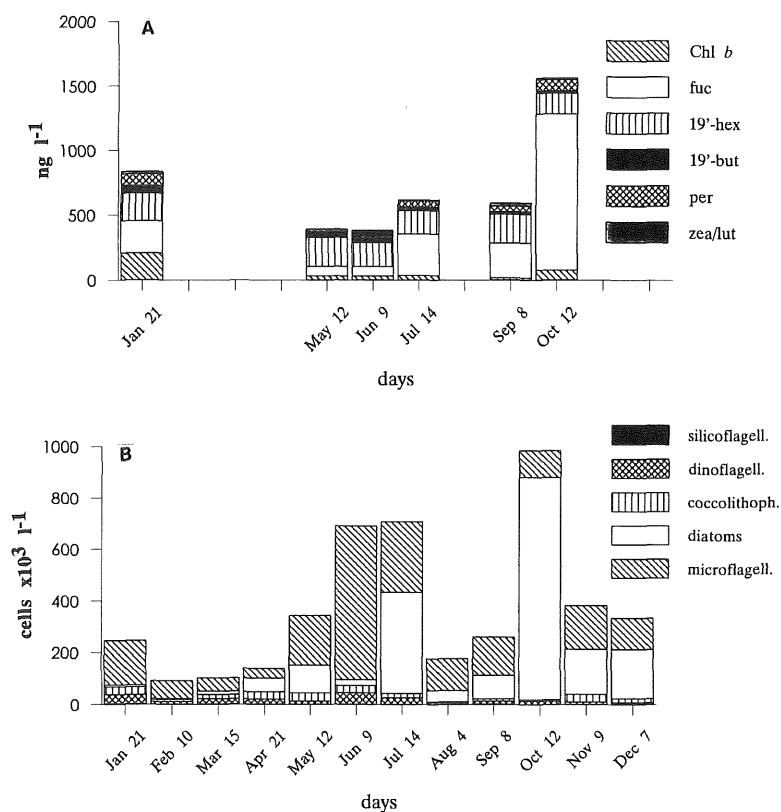 A
2000
1500
1000
500
0
ng l-1
Chl b
fuc
19'-hex
19'-but
per
zea/lut
Jan 21
May 12
Jun 9
Jul 14
Sep 8
Oct 12
days
B
1000
800
600
400
200
0
cells x10³ l-1
silicoflagell.
dinoflagell.
coccolithoph.
diatoms
microflagell.
Jan 21
Feb 10
Mar 15
Apr 21
May 12
Jun 9
Jul 14
Aug 4
Sep 8
Oct 12
Nov 9
Dec 7
days